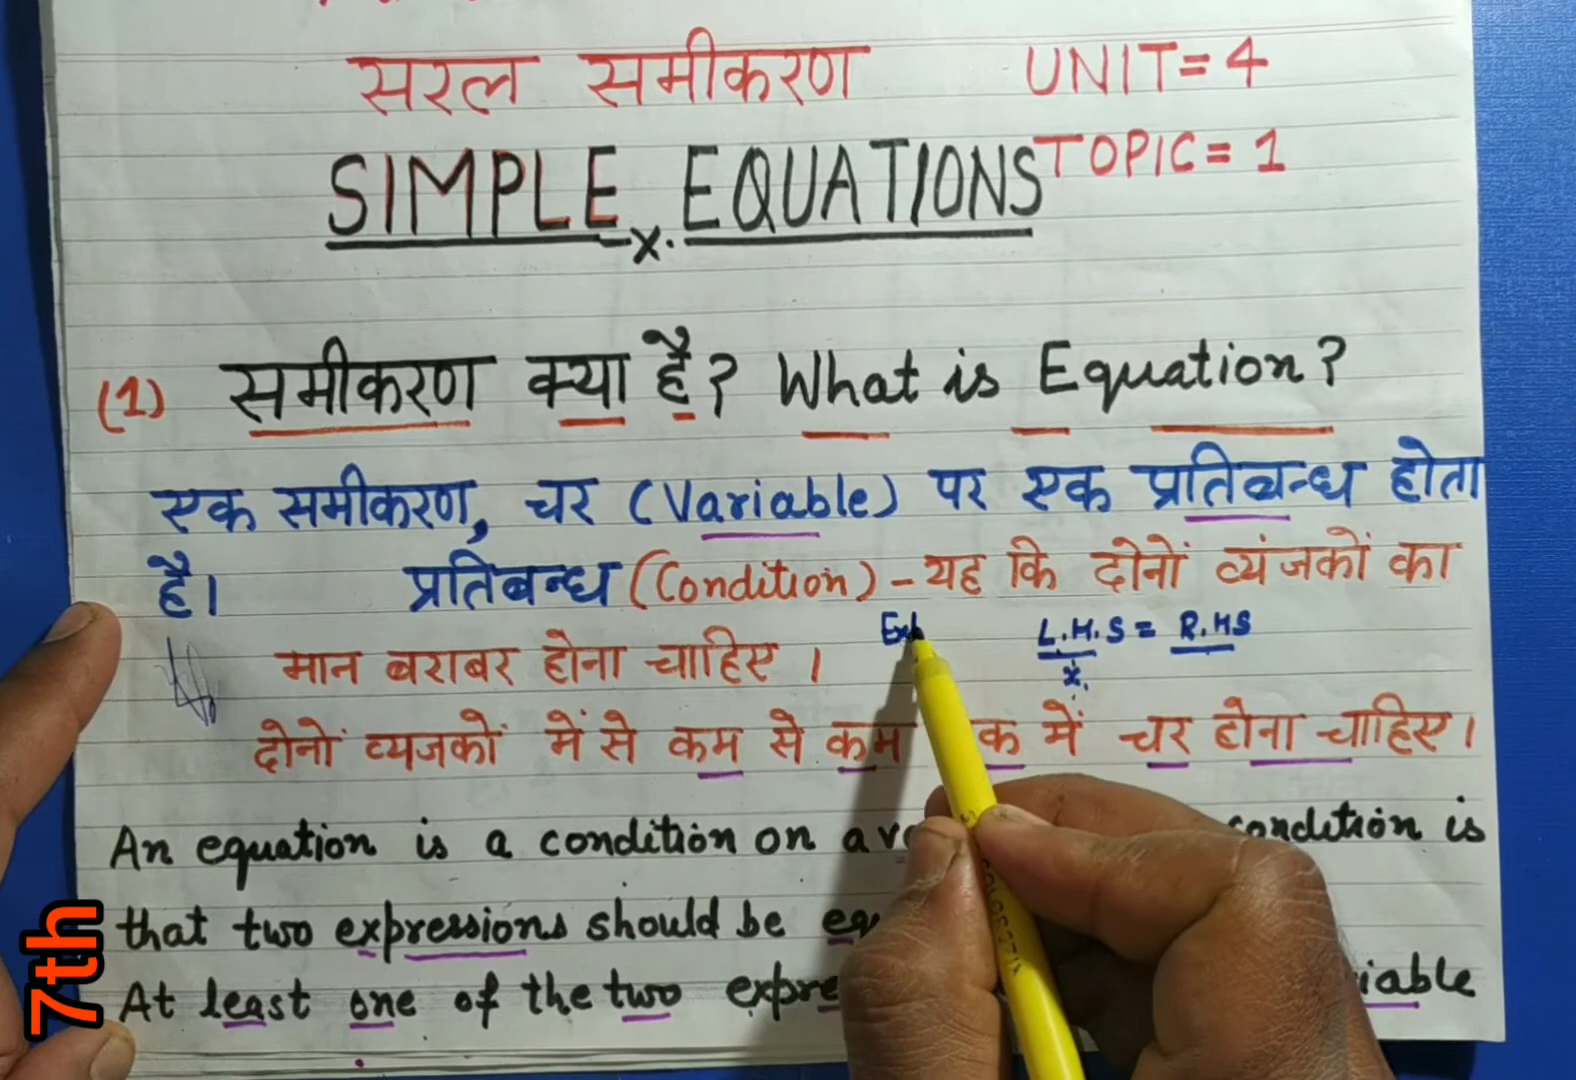 सरल समीकरण UNIT=4
SIMPLE EQUATIONS TOPIC=1
x.
(1) समीकरण क्या है? What is Equation?
एक समीकरण, चर (Variable) पर एक प्रतिबन्ध होता
है। प्रतिबन्ध (Condition) - यह कि दोनों व्यंजकों का
मान बराबर होना चाहिए । L.H.S = R.HS
x.
दोनों व्यजकों में से कम से कम में चर होना चाहिए।
An equation is a condition on a condition is
that two expressions should be
At least one of the two
7th